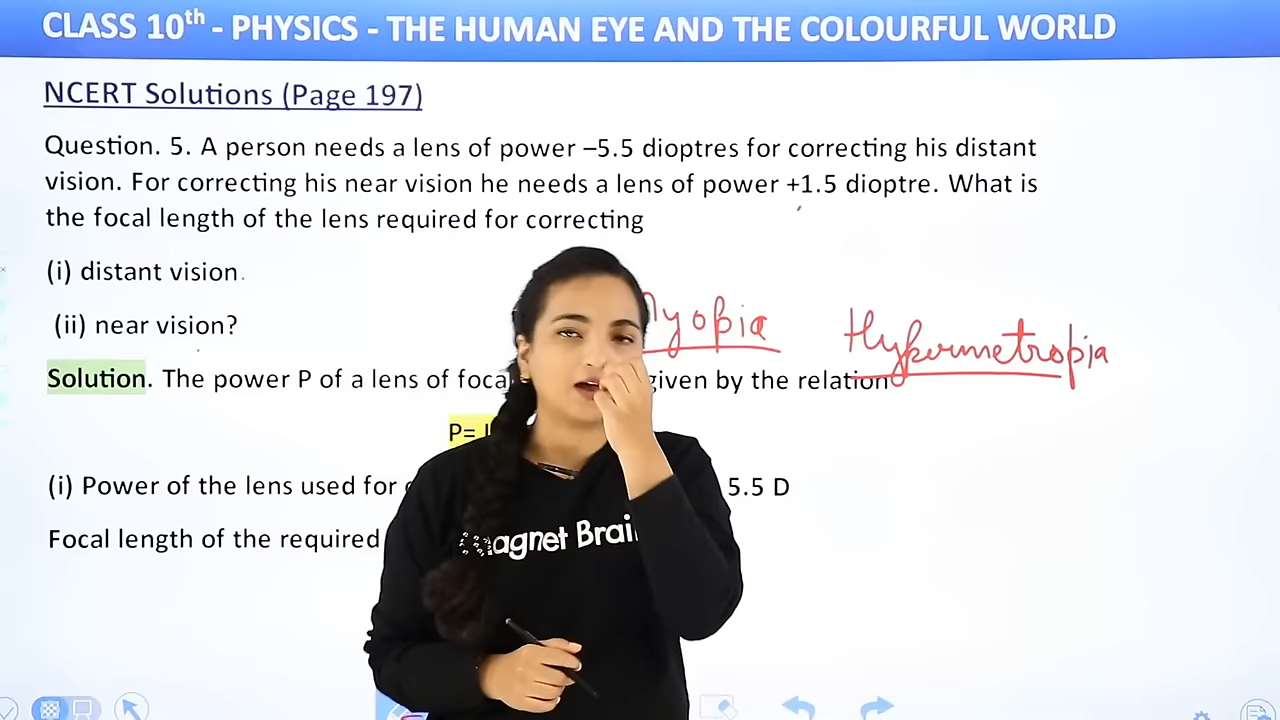 CLASS 10th - PHYSICS - THE HUMAN EYE AND THE COLOURFUL WORLD
NCERT Solutions (Page 197)
Question. 5. A person needs a lens of power –5.5 dioptres for correcting his distant
vision. For correcting his near vision he needs a lens of power +1.5 dioptre. What is
the focal length of the lens required for correcting
(i) distant vision
(ii) near vision?
Hypermetropia
Solution. The power P of a lens of given by the relation
P=
(i) Power of the lens used for 5.5 D
Focal length of the required